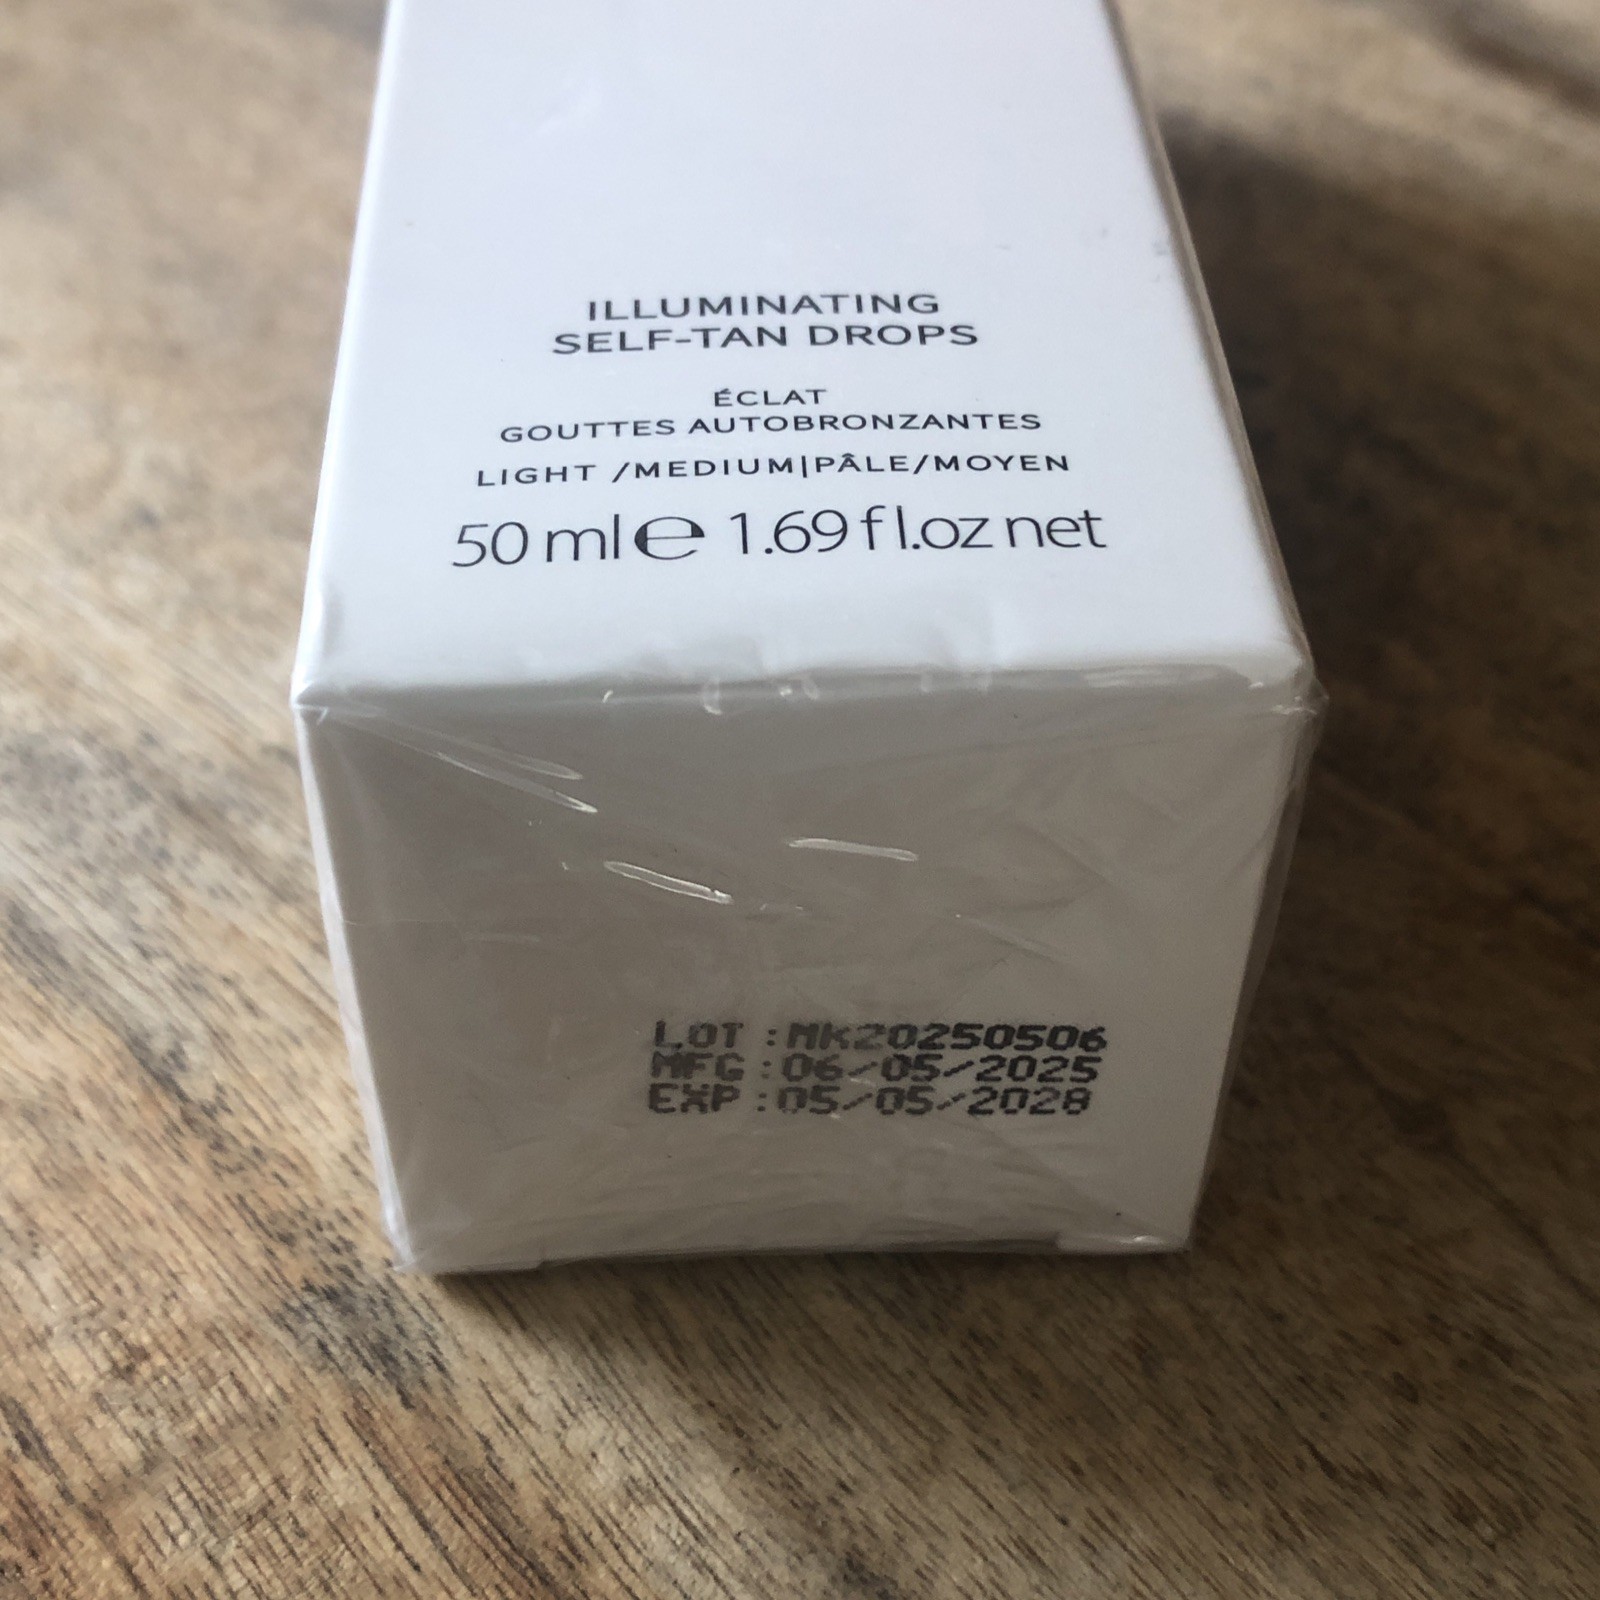 ILLUMINATING
SELF-TAN DROPS
ÉCLAT
GOUTTES AUTOBRONZANTES
LIGHT /MEDIUM|PÂLE/MOYEN
50 ml e 1.69 fl.oz net
LOT :MK20250506
MFG :06/05/2025
EXP :05/05/2028